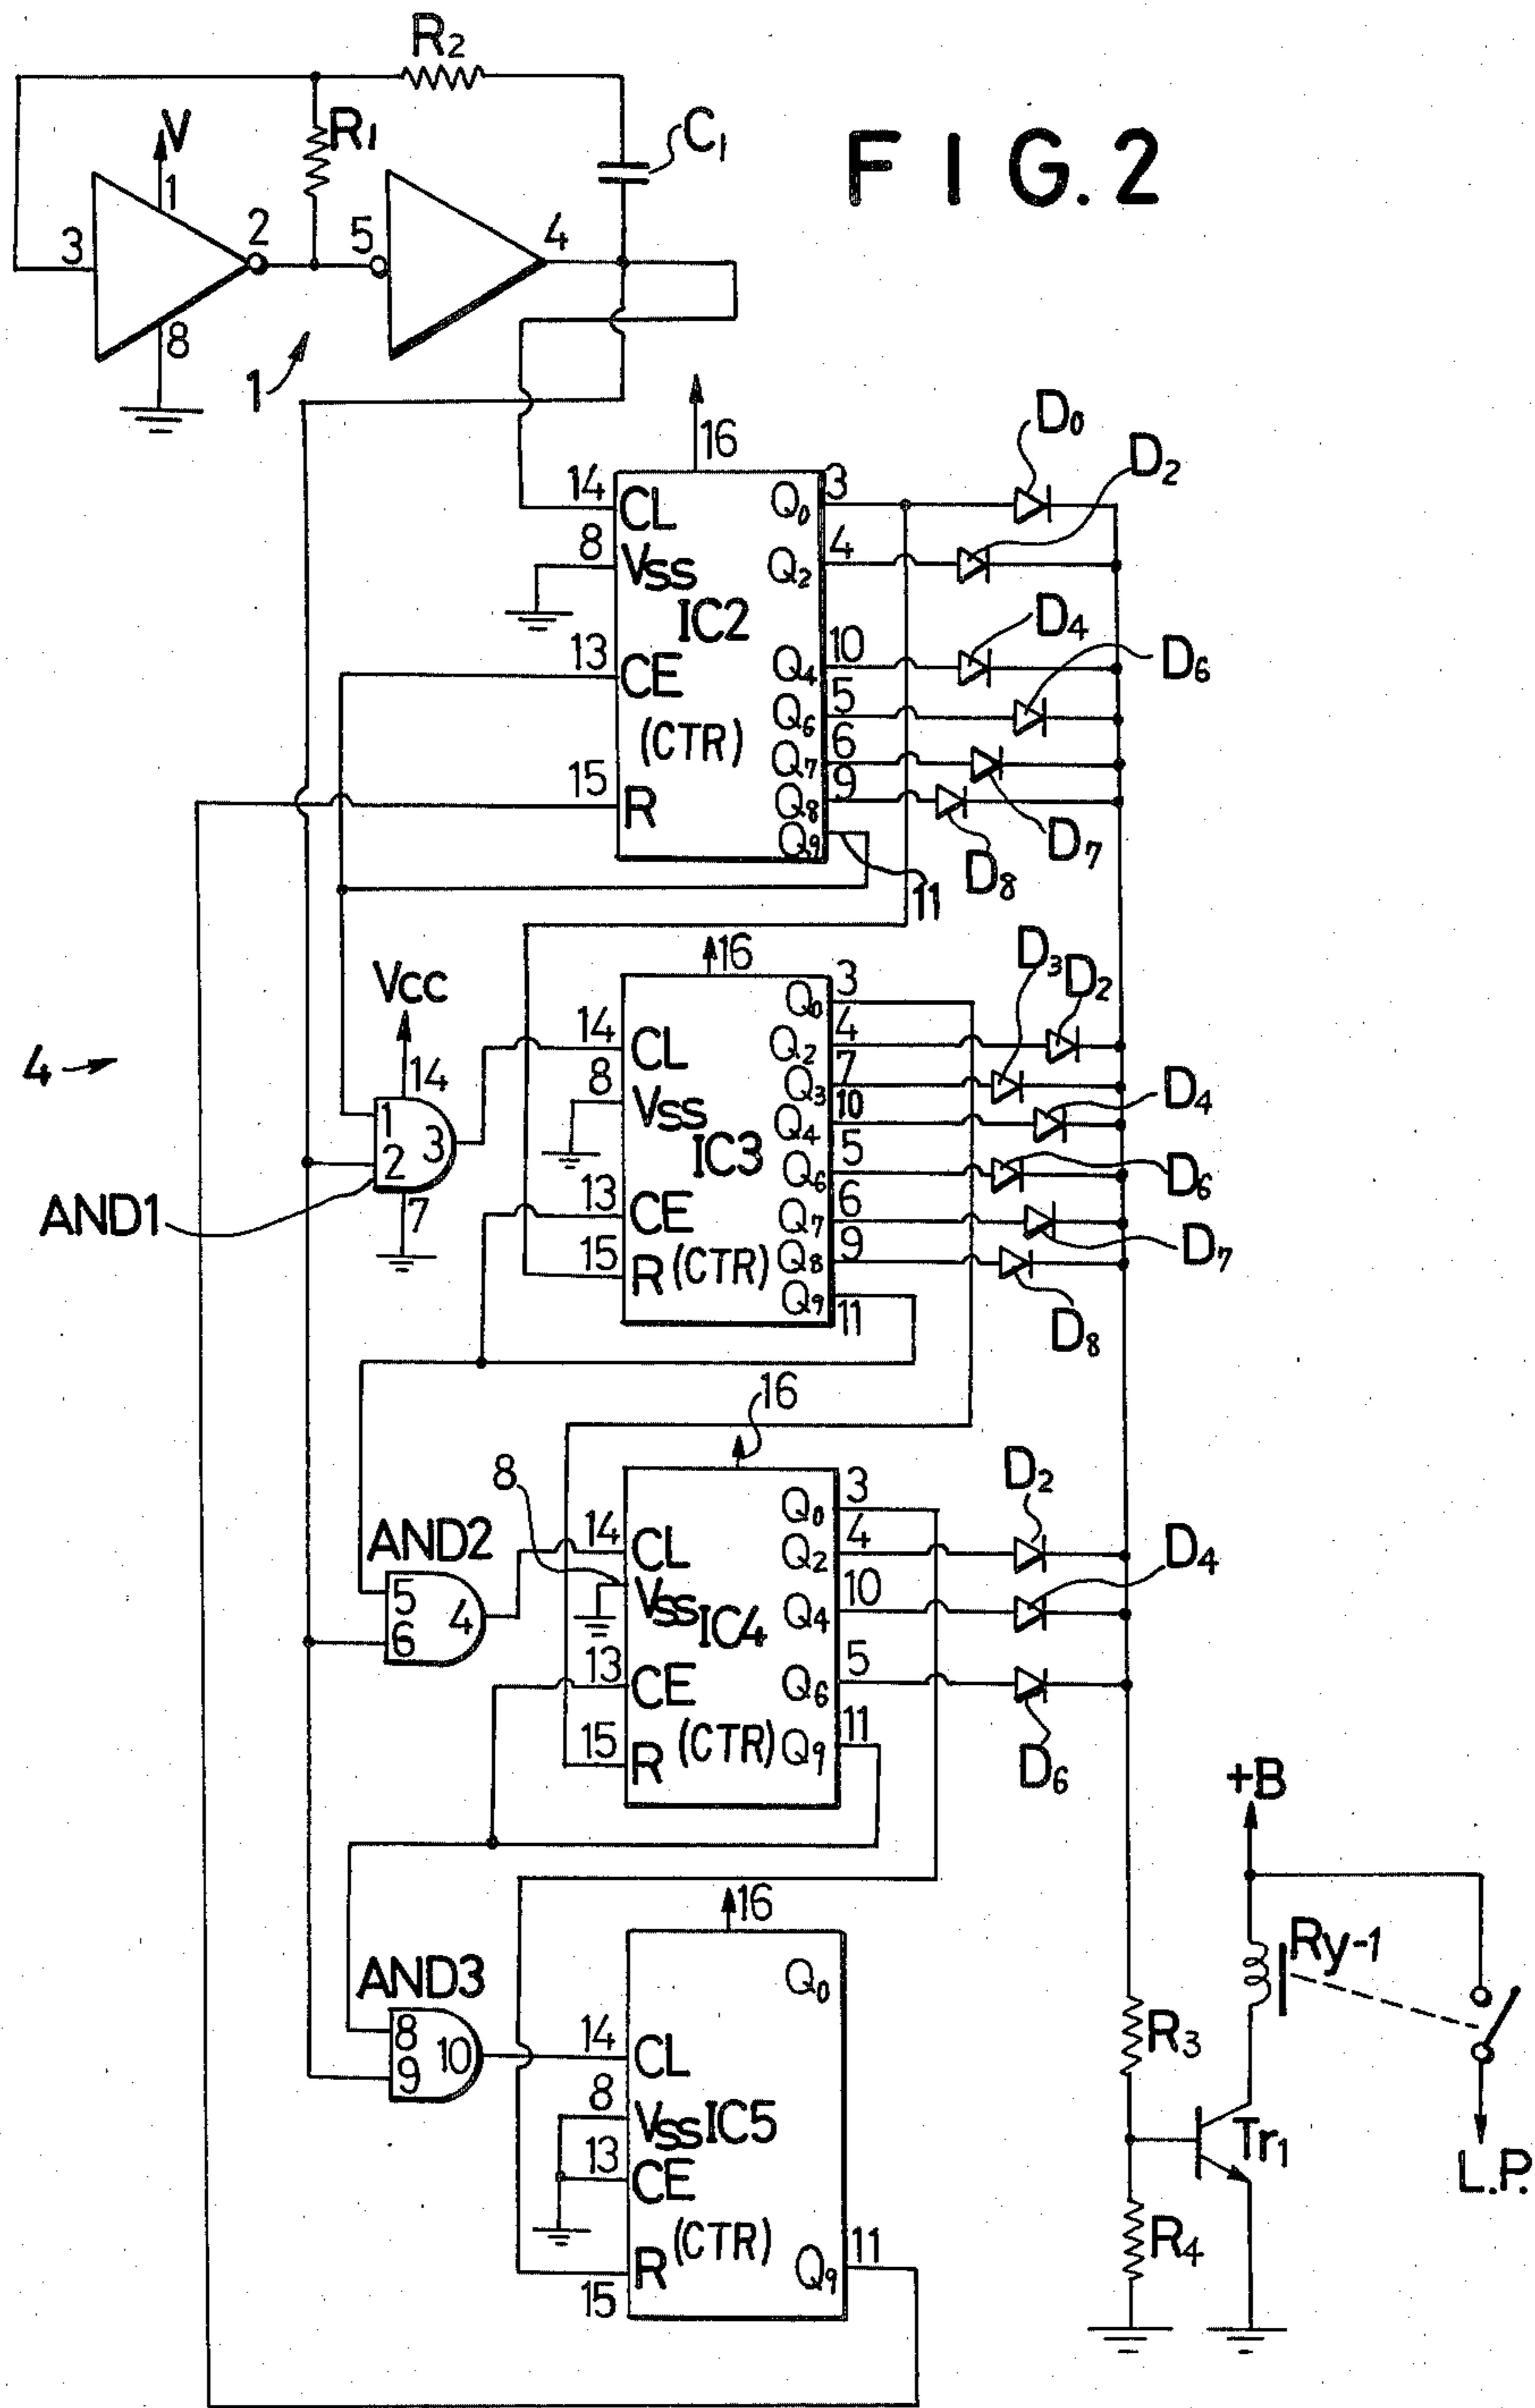 FIG.2
R2
R1
C1
V
1
3
2
5
4
8
1
16
D0
D2
14
CL
Q0
3
8
VSS
Q2
4
IC2
D4
13
CE
Q4
10
D6
Q6
5
(CTR)
Q7
6
15
R
Q8
9
Q9
11
D7
D8
VCC
16
D3
D2
Q0
3
4
14
CL
Q2
4
14
8
VSS
Q3
7
D4
1
2
3
Q4
10
IC3
Q6
5
D6
AND1
7
13
CE
Q7
6
D7
15
R
(CTR)
Q8
9
Q9
11
D8
16
8
Q0
3
D2
AND2
14
CL
Q2
4
D4
5
6
4
VSS
IC4
Q4
10
13
CE
Q6
5
15
R
(CTR)
Q9
11
D6
+B
16
Ry-1
AND3
Q0
8
9
10
14
CL
R3
8
VSS
IC5
Tr1
13
CE
L.P.
(CTR)
R4
15
R
Q9
11